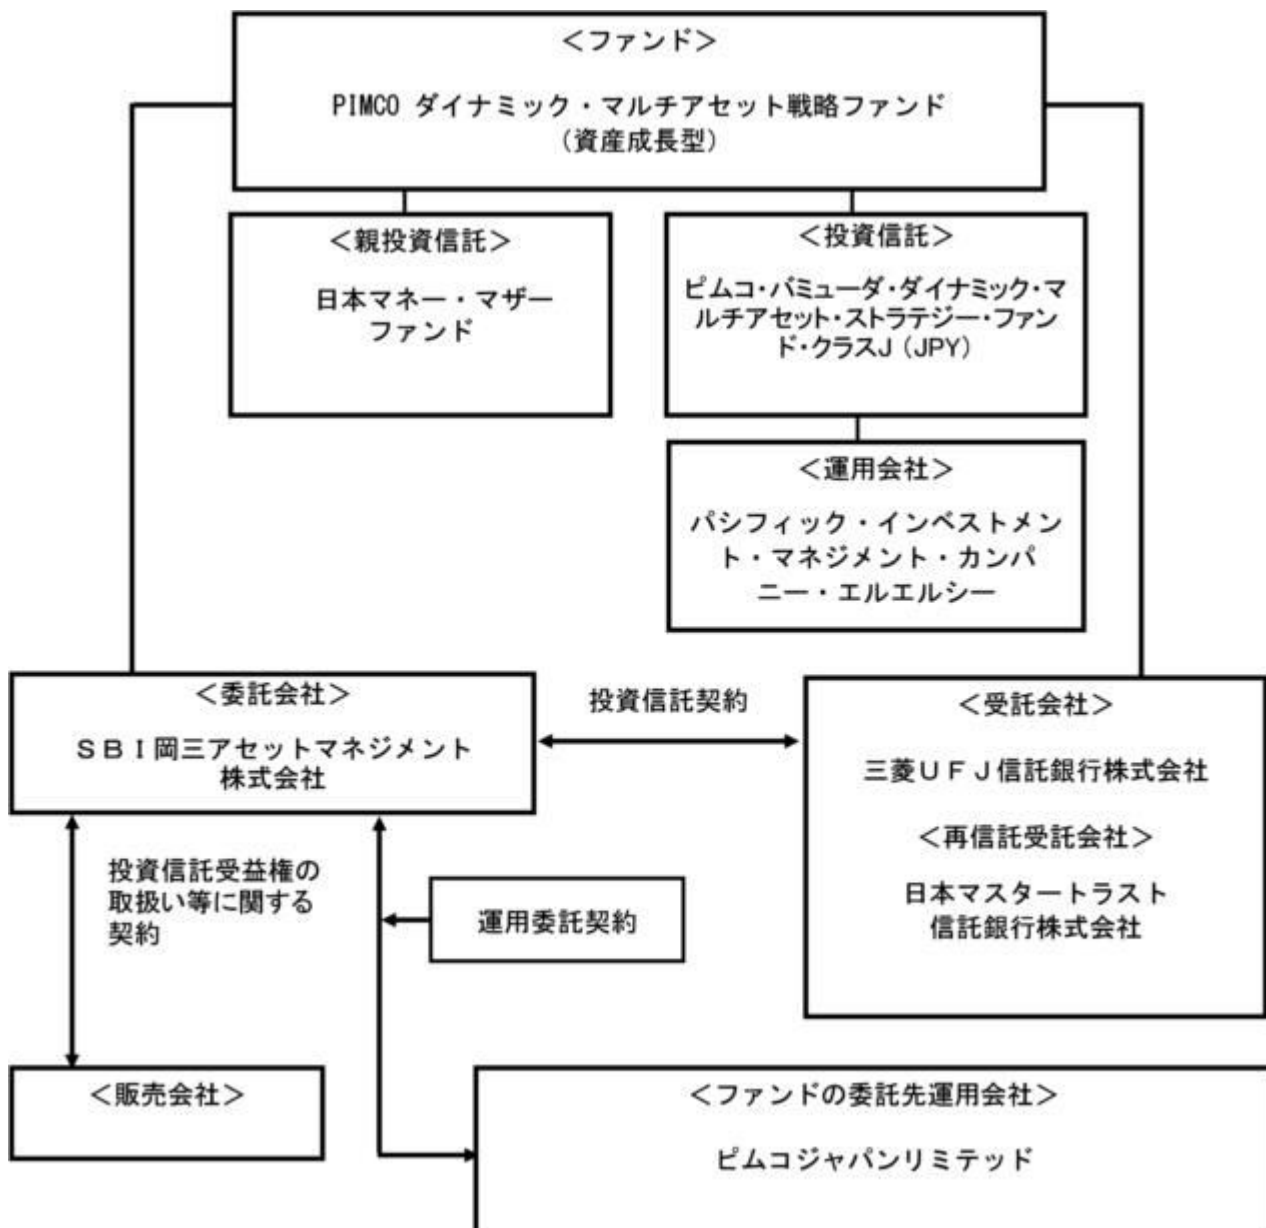 ＜ファンド＞
PIMCO ダイナミック・マルチアセット戦略ファンド
（資産成長型）
＜親投資信託＞
日本マネー・マザー
ファンド
＜投資信託＞
ピムコ・バミューダ・ダイナミック・マ
ルチアセット・ストラテジー・ファン
ド・クラスJ（JPY）
＜運用会社＞
パシフィック・インベストメン
ト・マネジメント・カンパ
ニー・エルエルシー
＜委託会社＞
ＳＢＩ岡三アセットマネジメント
株式会社
投資信託契約
＜受託会社＞
三菱ＵＦＪ信託銀行株式会社
＜再信託受託会社＞
日本マスタートラスト
信託銀行株式会社
投資信託受益権の
取扱い等に関する
契約
運用委託契約
＜販売会社＞
＜ファンドの委託先運用会社＞
ピムコジャパンリミテッド